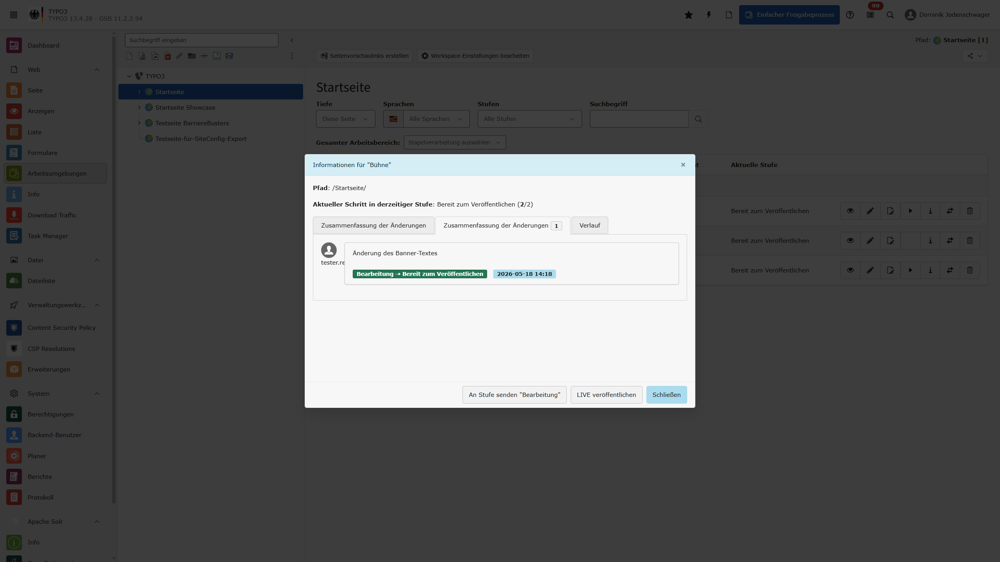 TYPO3
TYPO3 13.4.28 - GSB 11.2.2.94
Einfacher Freigabeprozess
99
Dominik Jodenschwager
Dashboard
Web
Seite
Anzeigen
Liste
Formulare
Arbeitsumgebungen
Info
Download Traffic
Task Manager
Datei
Dateiliste
Verwaltungswerkz...
Content Security Policy
CSP Resolutions
Erweiterungen
System
Berechtigungen
Backend-Benutzer
Planer
Berichte
Protokoll
Apache Solr
Info
Suchbegriff eingeben
TYPO3
Startseite
Startseite Showcase
Testseite BarriereBusters
Testseite-für-SiteConfig-Export
Pfad: Startseite [1]
Seitenvorschaulinks erstellen
Workspace-Einstellungen bearbeiten
Startseite
Tiefe
Sprachen
Stufen
Suchbegriff
Diese Seite
Alle Sprachen
Alle Stufen
Gesamter Arbeitsbereich:
Stapelverarbeitung auswählen
Aktuelle Stufe
Bereit zum Veröffentlichen
Bereit zum Veröffentlichen
Bereit zum Veröffentlichen
Informationen für "Bühne"
Pfad: /Startseite/
Aktueller Schritt in derzeitiger Stufe: Bereit zum Veröffentlichen (2/2)
Zusammenfassung der Änderungen
Zusammenfassung der Änderungen 1
Verlauf
tester.re
Änderung des Banner-Textes
Bearbeitung → Bereit zum Veröffentlichen
2026-05-18 14:18
An Stufe senden "Bearbeitung"
LIVE veröffentlichen
Schließen